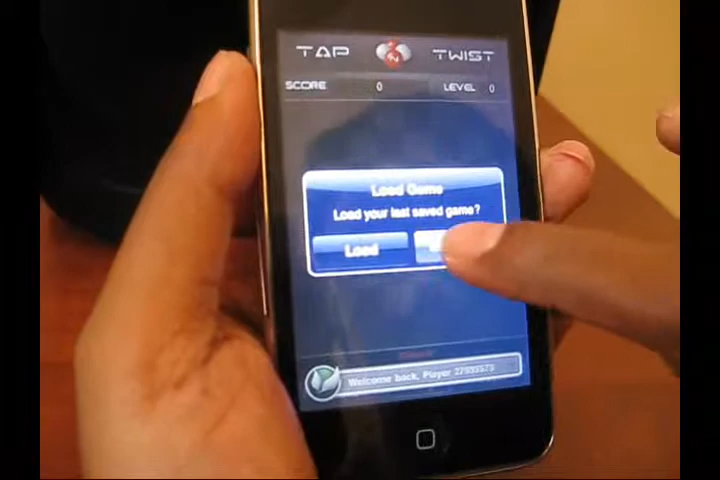 TAP TWIST
SCORE 0 LEVEL 0
Load Game
Load your last saved game?
Load
Welcome back, Player